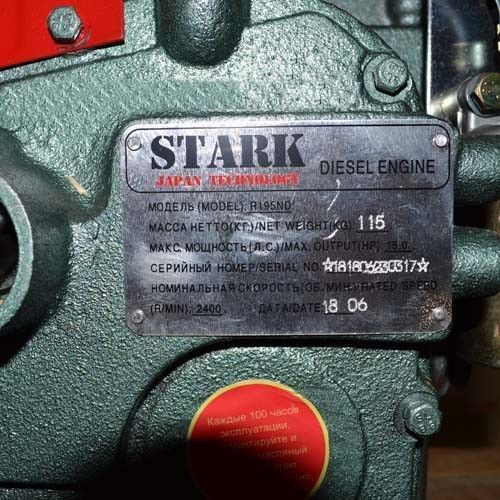 STARK
DIESEL ENGINE
JAPAN TECHNOLOGY
МОДЕЛЬ (MODEL): R195ND
МАССА НЕТТО(КГ)/NET WEIGHT(KG) 115
МАКС. МОЩНОСТЬ(Л.С)/MAX. OUTPUT(HP) 15.0
СЕРИЙНЫЙ НОМЕР/SERIAL NO
НОМИНАЛЬНАЯ СКОРОСТЬ(ОБ./МИН.)/RATED SPEED
(R/MIN): 2400 ДАТА/DATE 18 06
Каждые 100 часов
эксплуатации,
и
масляный